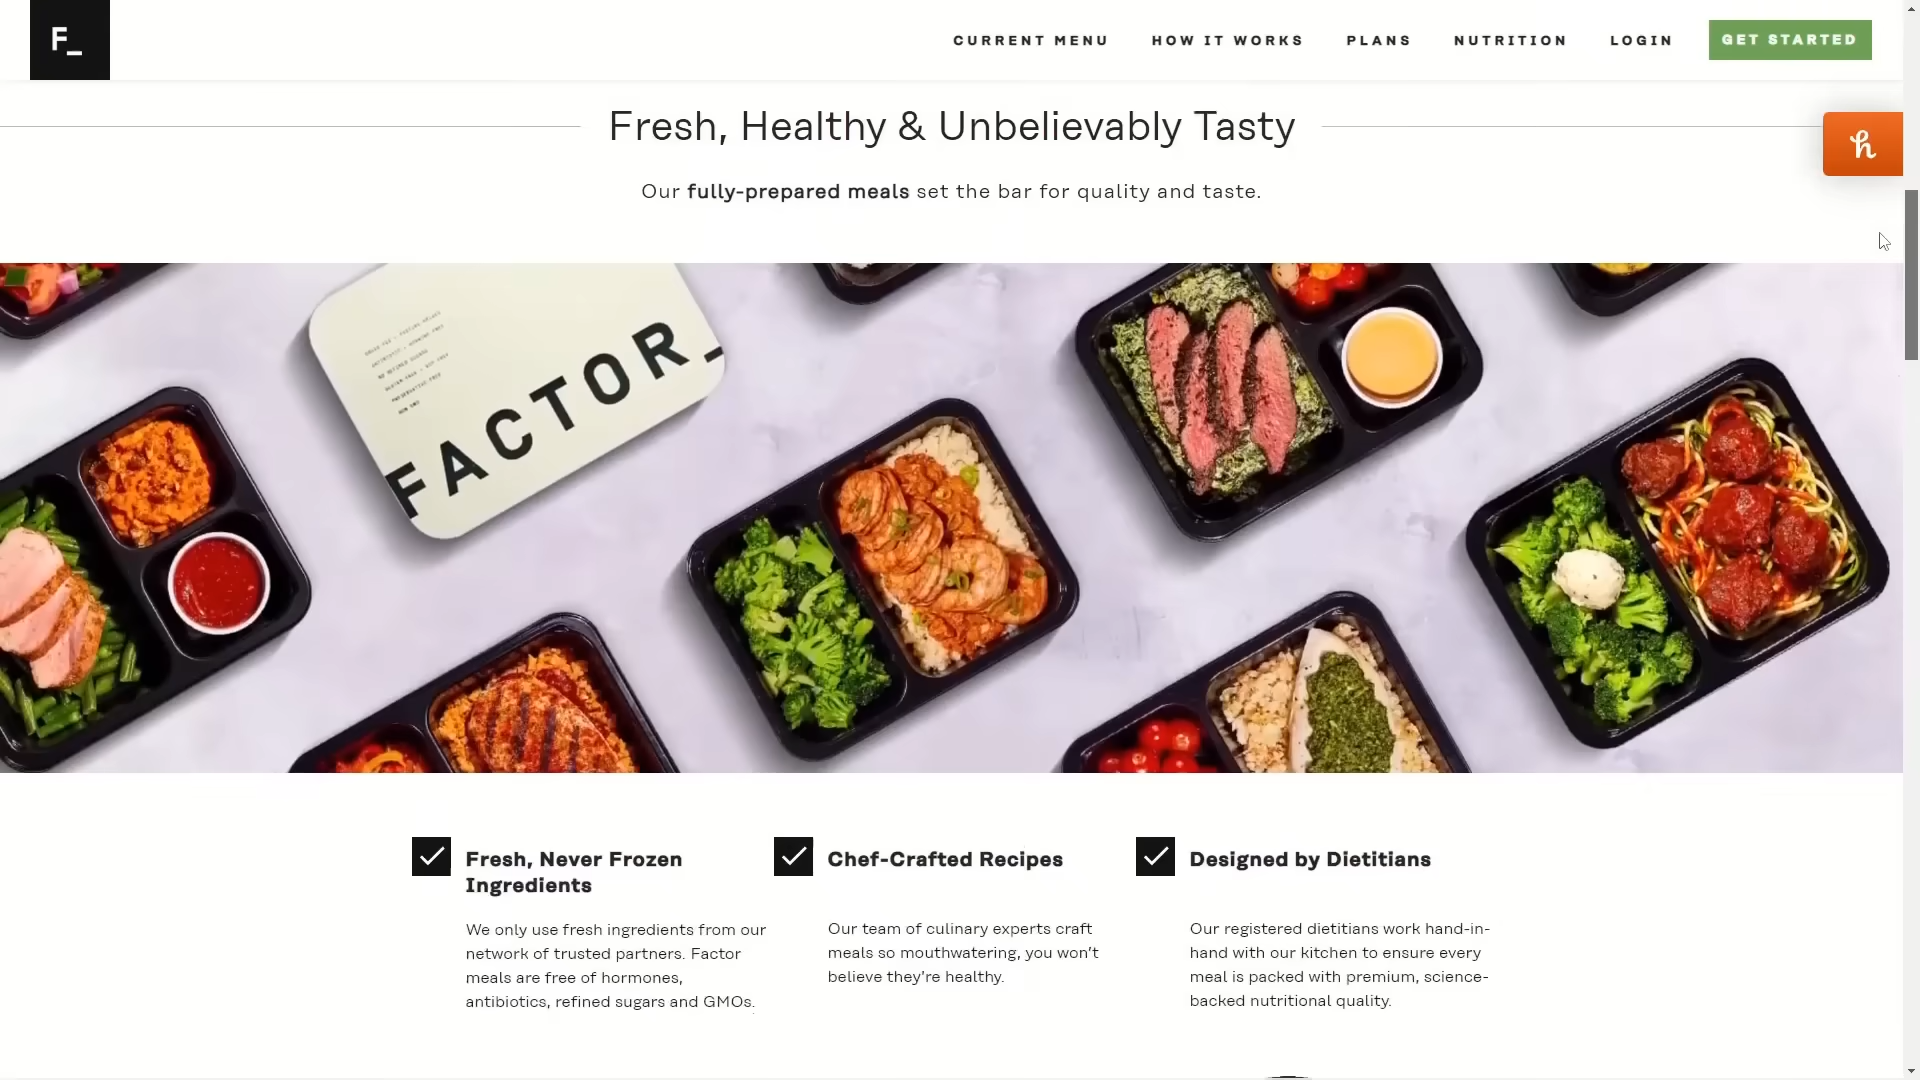 F_
CURRENT MENU
HOW IT WORKS
PLANS
NUTRITION
LOGIN
GET STARTED
Fresh, Healthy & Unbelievably Tasty
Our fully-prepared meals set the bar for quality and taste.
FACTOR_
Fresh, Never Frozen
Ingredients
We only use fresh ingredients from our
network of trusted partners. Factor
meals are free of hormones,
antibiotics, refined sugars and GMOs.
Chef-Crafted Recipes
Our team of culinary experts craft
meals so mouthwatering, you won't
believe they're healthy.
Designed by Dietitians
Our registered dietitians work hand-in-
hand with our kitchen to ensure every
meal is packed with premium, science-
backed nutritional quality.